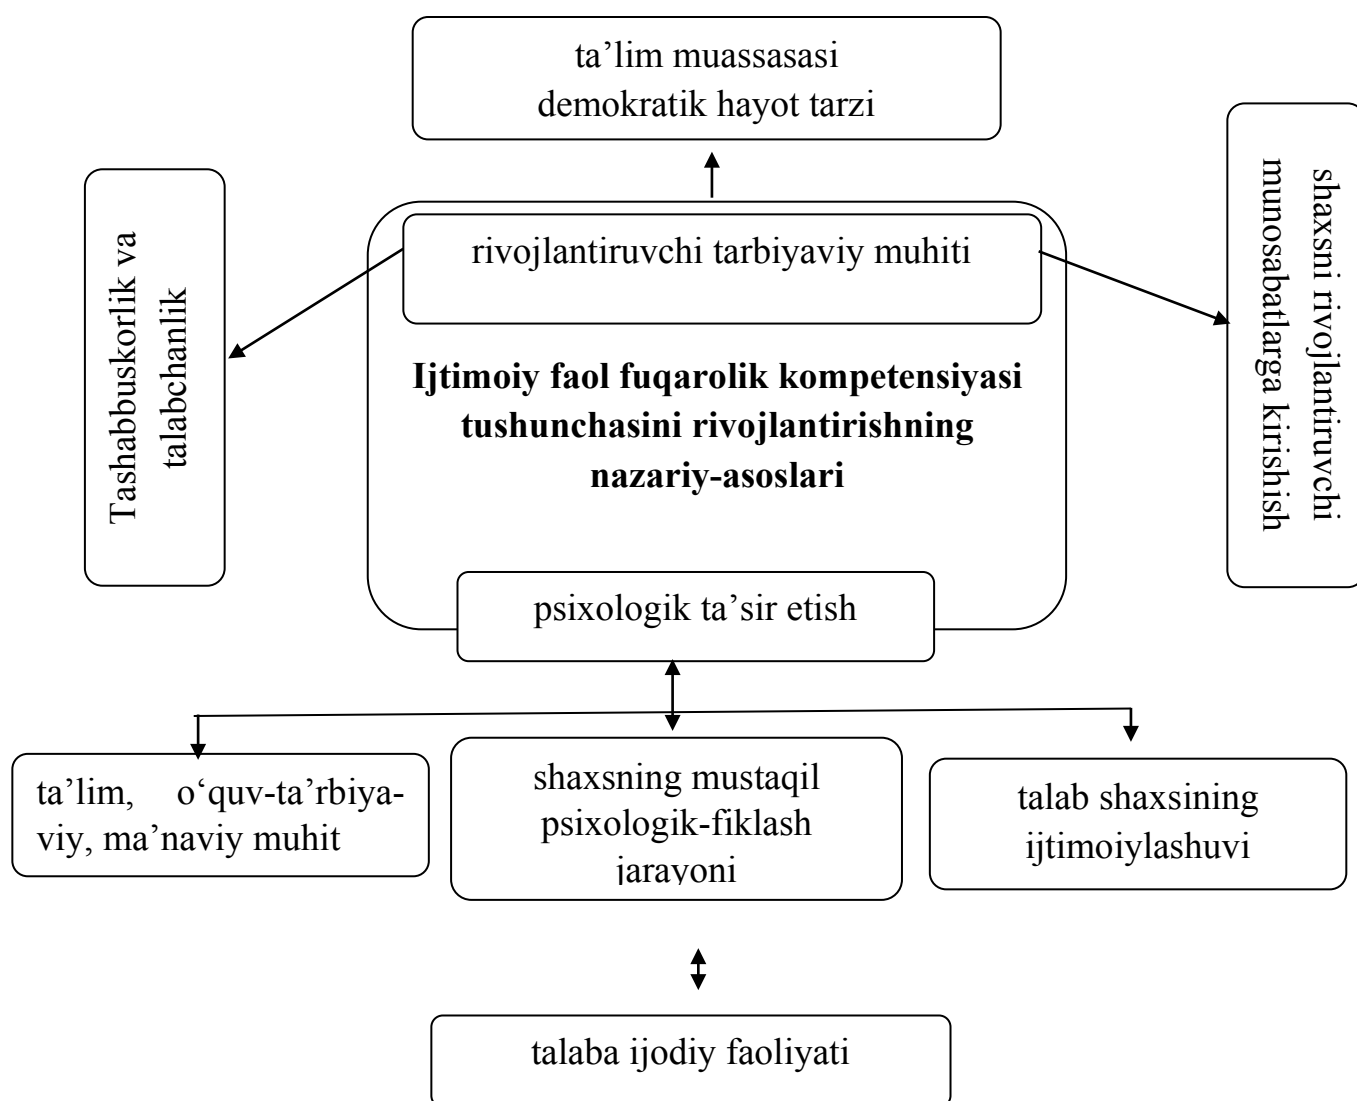 ta’lim muassasasi
demokratik hayot tarzi
Tashabbuskorlik va
talabchanlik
rivojlantiruvchi tarbiyaviy muhiti
shaxsni rivojlantiruvchi
munosabatlarga kirishish
Ijtimoiy faol fuqarolik kompetensiyasi
tushunchasini rivojlantirishning
nazariy-asoslari
psixologik ta’sir etish
ta’lim, o‘quv-ta’rbiya-
viy, ma’naviy muhit
shaxsning mustaqil
psixologik-fiklash
jarayoni
talab shaxsining
ijtimoiylashuvi
talaba ijodiy faoliyati